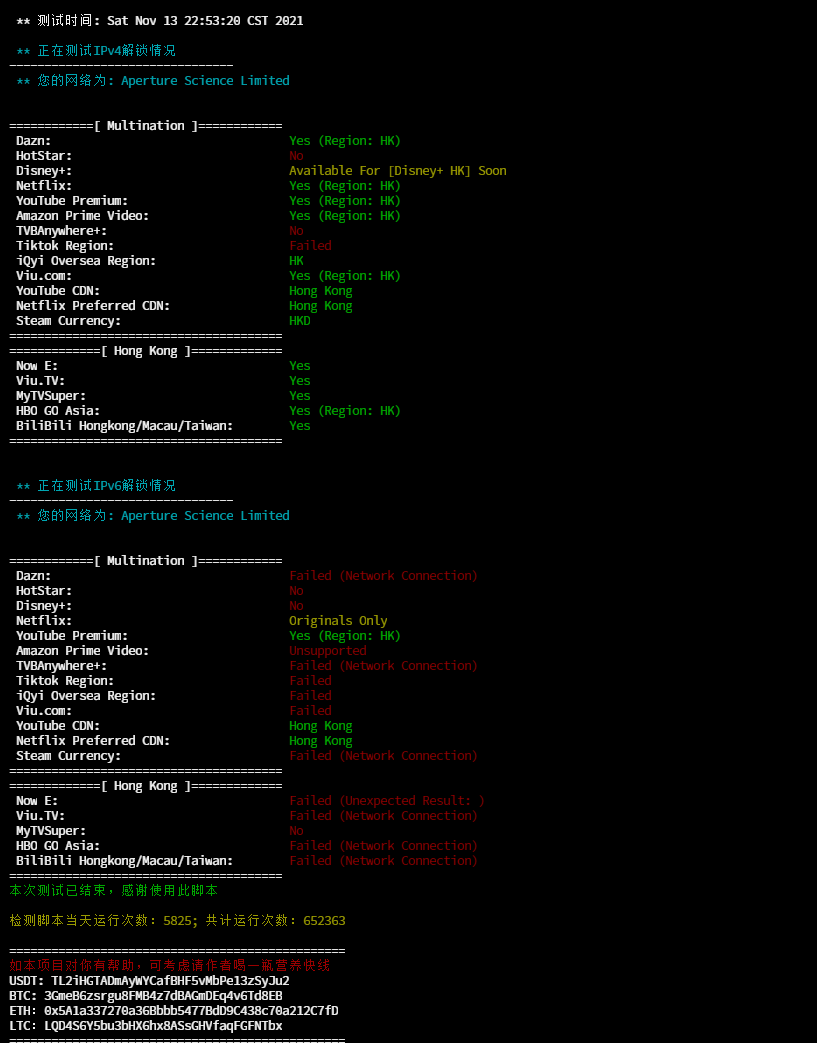 ** 测试时间: Sat Nov 13 22:53:20 CST 2021
** 正在测试IPv4解锁情况
--------------------------------
** 您的网络为: Aperture Science Limited
============[ Multination ]============
Dazn: Yes (Region: HK)
HotStar: No
Disney+: Available For [Disney+ HK] Soon
Netflix: Yes (Region: HK)
YouTube Premium: Yes (Region: HK)
Amazon Prime Video: Yes (Region: HK)
TVBAnywhere+: No
Tiktok Region: Failed
iQyi Oversea Region: HK
Viu.com: Yes (Region: HK)
YouTube CDN: Hong Kong
Netflix Preferred CDN: Hong Kong
Steam Currency: HKD
=======================================
=============[ Hong Kong ]=============
Now E: Yes
Viu.TV: Yes
MyTVSuper: Yes
HBO GO Asia: Yes (Region: HK)
BiliBili Hongkong/Macau/Taiwan: Yes
=======================================
** 正在测试IPv6解锁情况
--------------------------------
** 您的网络为: Aperture Science Limited
============[ Multination ]============
Dazn: Failed (Network Connection)
HotStar: No
Disney+: No
Netflix: Originals Only
YouTube Premium: Yes (Region: HK)
Amazon Prime Video: Unsupported
TVBAnywhere+: Failed (Network Connection)
Tiktok Region: Failed
iQyi Oversea Region: Failed
Viu.com: Failed
YouTube CDN: Hong Kong
Netflix Preferred CDN: Hong Kong
Steam Currency: Failed (Network Connection)
=======================================
=============[ Hong Kong ]=============
Now E: Failed (Unexpected Result: )
Viu.TV: Failed (Network Connection)
MyTVSuper: No
HBO GO Asia: Failed (Network Connection)
BiliBili Hongkong/Macau/Taiwan: Failed (Network Connection)
=======================================
本次测试已结束，感谢使用此脚本
检测脚本当天运行次数: 5825; 共计运行次数: 652363
================================================
如本项目对你有帮助，可考虑请作者喝一瓶营养快线
USDT: TL2iHGTADmAyWYCafBHF5vMbPe13zSyJu2
BTC: 3GmeB6zsrgu8FMB4z7dBAGmDEq4v6Td8EB
ETH: 0x5A1a337270a36Bbbb5477BdD9C438c70a212C7fD
LTC: LQD4S6Y5bu3bHX6hx8ASsGHVfaqFGFNTbx
================================================